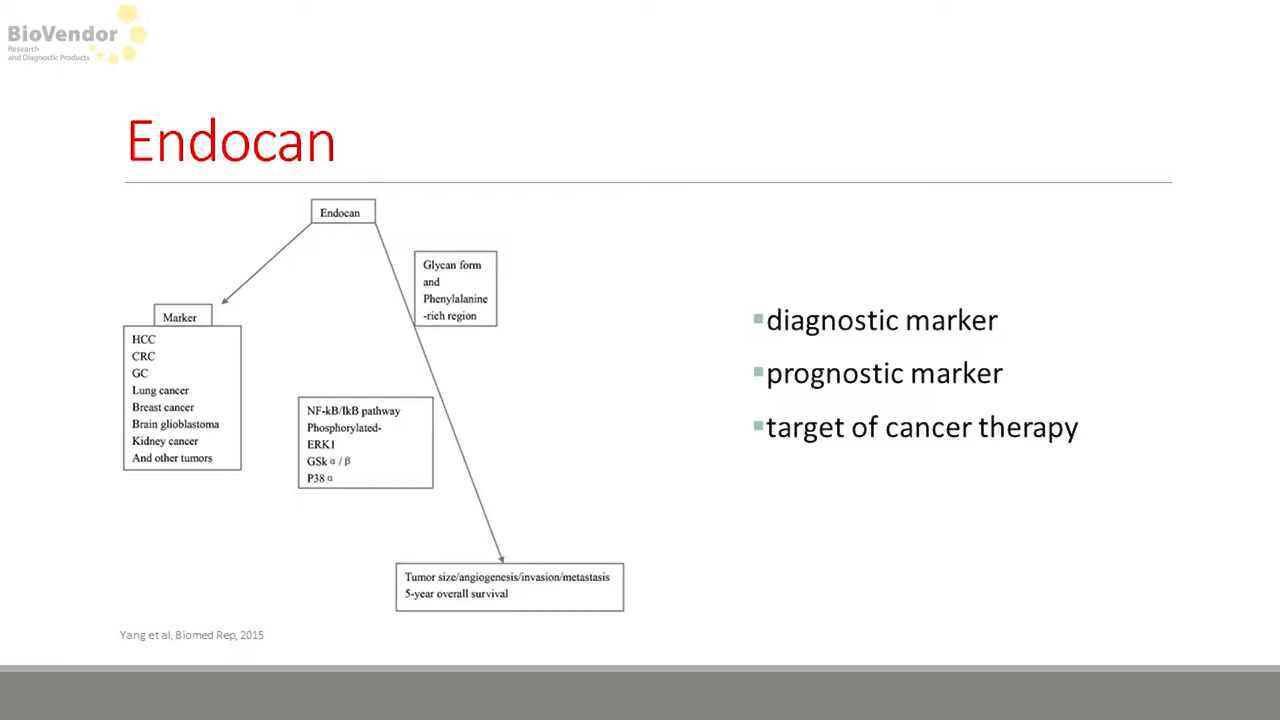 BioVendor
Research
and Diagnostic Products
Endocan
Endocan
Glycan form
and
Phenylalanine
-rich region
Marker
HCC
CRC
GC
Lung cancer
Breast cancer
Brain glioblastoma
Kidney cancer
And other tumors
NF-kB/IkB pathway
Phosphorylated-
ERK1
GSk α / β
P38 α
Tumor size/angiogenesis/invasion/metastasis
5-year overall survival
▪diagnostic marker
▪prognostic marker
▪target of cancer therapy
Yang et al, Biomed Rep, 2015